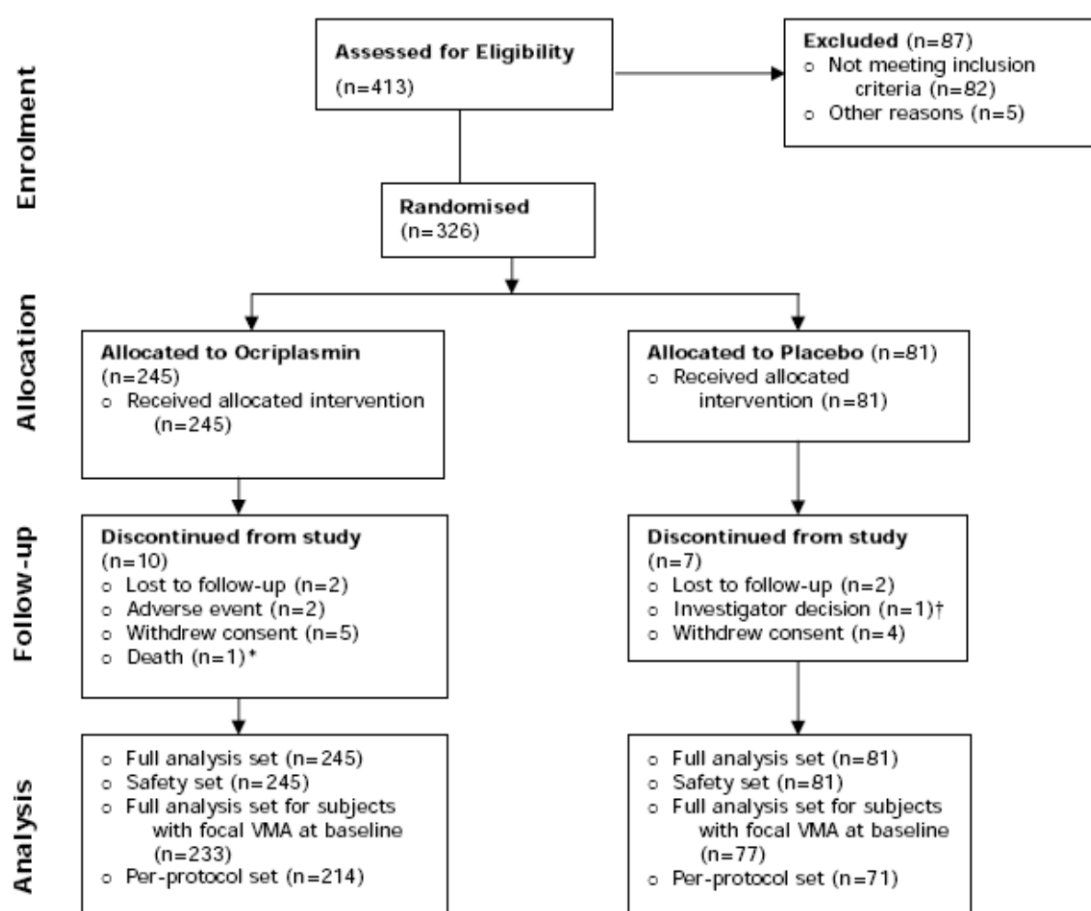 Enrolment
Assessed for Eligibility
(n=413)
Excluded (n=87)
o Not meeting inclusion
criteria (n=82)
o Other reasons (n=5)
Randomised
(n=326)
Allocation
Allocated to Ocriplasmin
(n=245)
o Received allocated intervention
(n=245)
Allocated to Placebo (n=81)
o Received allocated
intervention (n=81)
Follow-up
Discontinued from study
(n=10)
o Lost to follow-up (n=2)
o Adverse event (n=2)
o Withdrew consent (n=5)
o Death (n=1)*
Discontinued from study
(n=7)
o Lost to follow-up (n=2)
o Investigator decision (n=1)†
o Withdrew consent (n=4)
Analysis
o Full analysis set (n=245)
o Safety set (n=245)
o Full analysis set for subjects
with focal VMA at baseline
(n=233)
o Per-protocol set (n=214)
o Full analysis set (n=81)
o Safety set (n=81)
o Full analysis set for subjects
with focal VMA at baseline
(n=77)
o Per-protocol set (n=71)